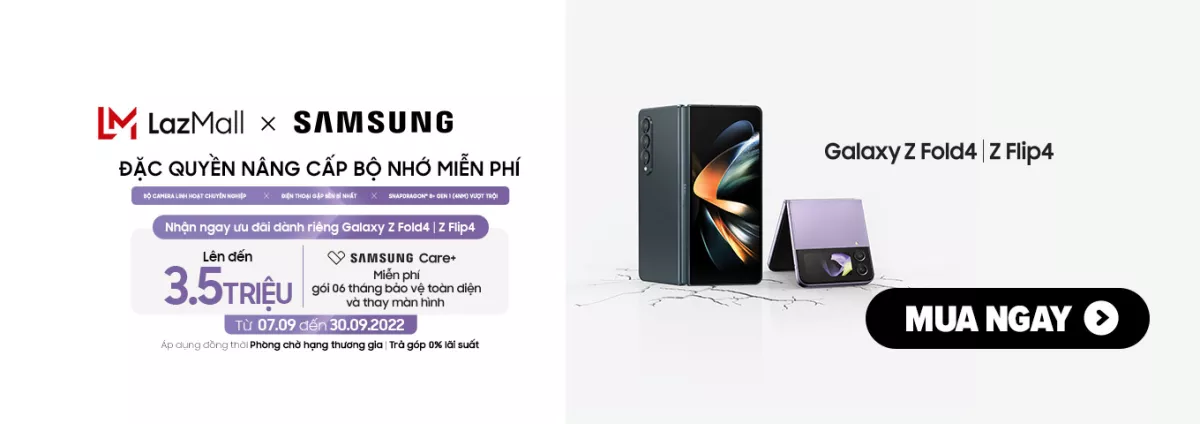 LM LazMall × SAMSUNG
ĐẶC QUYỀN NÂNG CẤP BỘ NHỚ MIỄN PHÍ
BỘ CAMERA LINH HOẠT CHUYÊN NGHIỆP × ĐIỆN THOẠI GẬP BỀN BỈ NHẤT × SNAPDRAGON® 8+ GEN 1 (4NM) VƯỢT TRỘI
Nhận ngay ưu đãi dành riêng Galaxy Z Fold4 | Z Flip4
Lên đến
3.5 TRIỆU
SAMSUNG Care+
Miễn phí
gói 06 tháng bảo vệ toàn diện
và thay màn hình
Từ 07.09 đến 30.09.2022
Áp dụng đồng thời Phòng chờ hạng thương gia | Trả góp 0% lãi suất
Galaxy Z Fold4 | Z Flip4
MUA NGAY